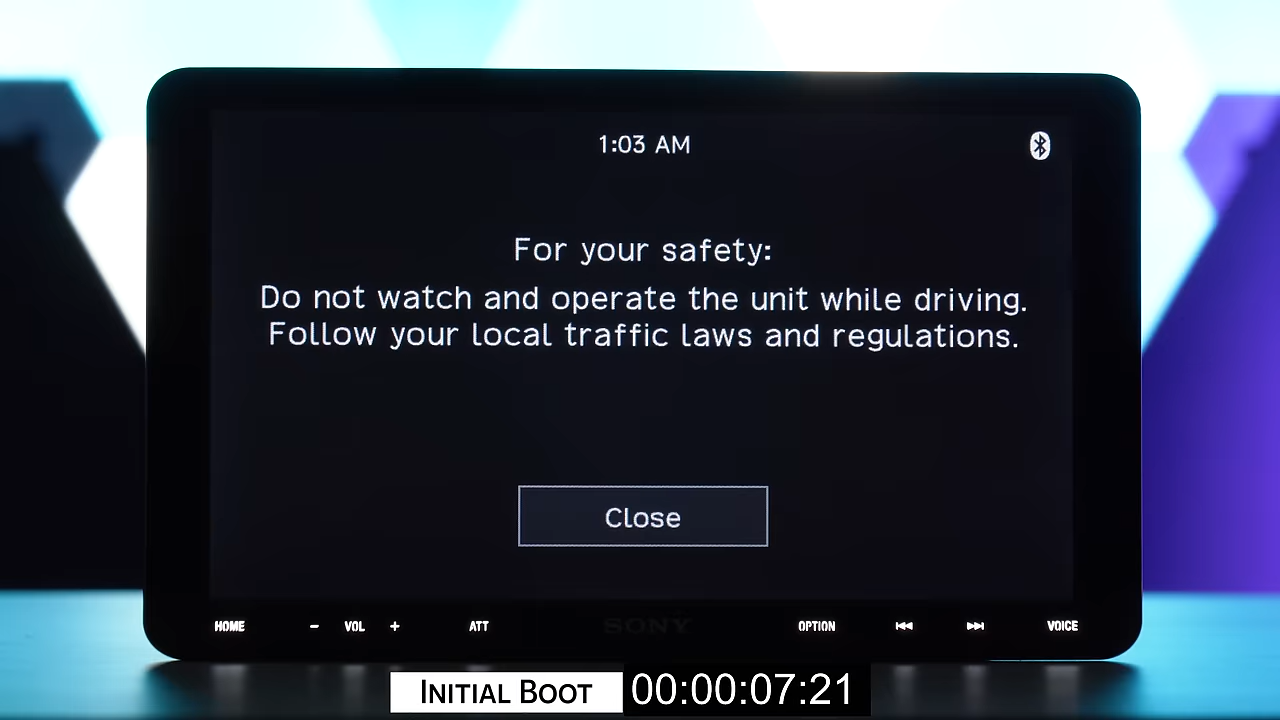 1:03 AM
For your safety:
Do not watch and operate the unit while driving.
Follow your local traffic laws and regulations.
Close
HOME - VOL + ATT SONY OPTION VOICE
INITIAL BOOT 00:00:07:21